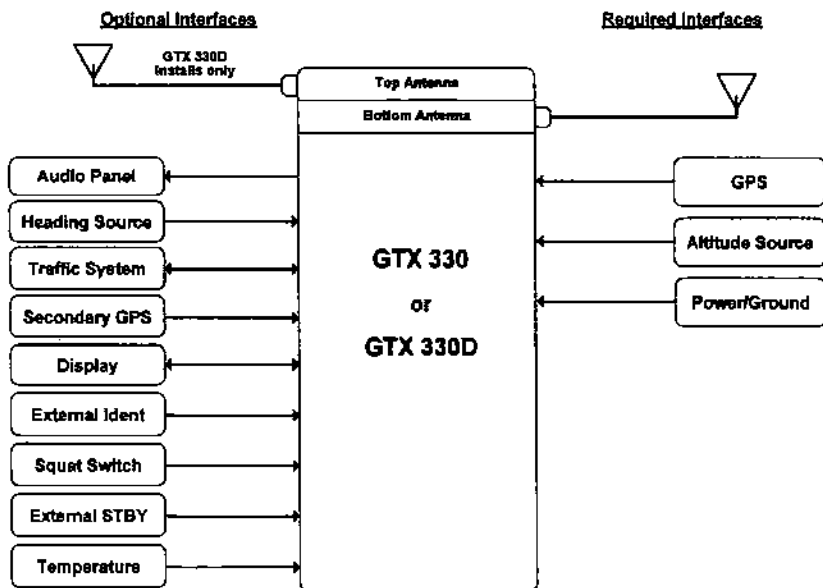 Optional Interfaces
Required Interfaces
GTX 330D
Installs only
Top Antenna
Bottom Antenna
Audio Panel
Heading Source
Traffic System
Secondary GPS
Display
External Ident
Squat Switch
External STBY
Temperature
GTX 330
or
GTX 330D
GPS
Altitude Source
Power/Ground